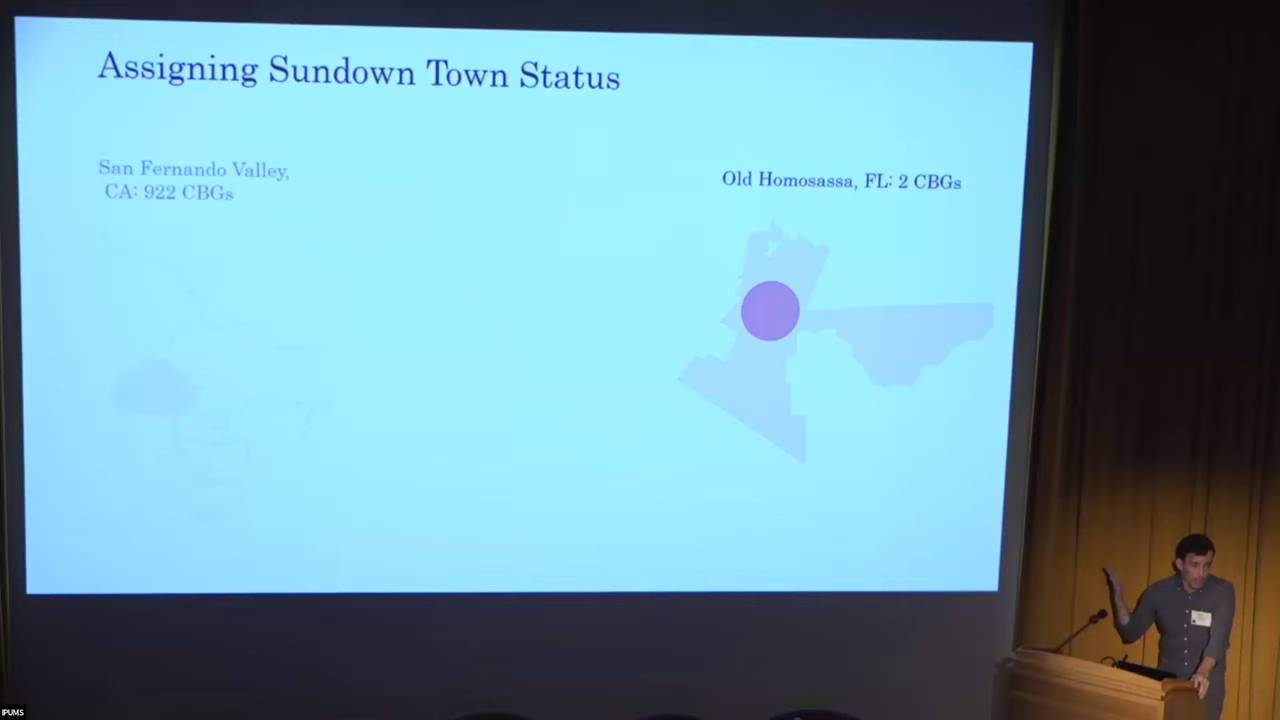 Assigning Sundown Town Status
San Fernando Valley,
CA: 922 CBGs
Old Homosassa, FL: 2 CBGs
IPUMS